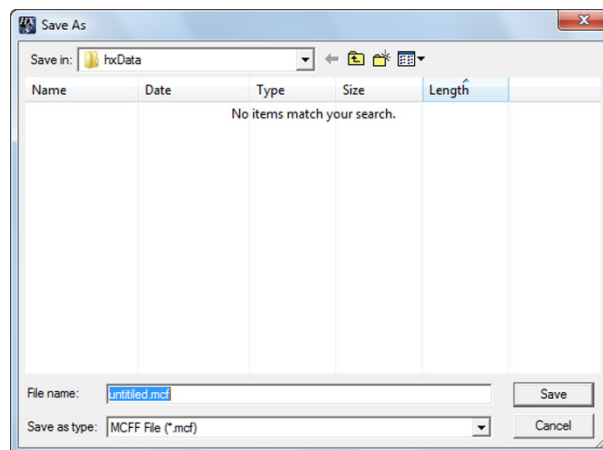 Save As
Save in: hxData
Name Date Type Size Length
No items match your search.
File name: untitiled.mcf Save
Save as type: MCFF File (*.mcf) Cancel